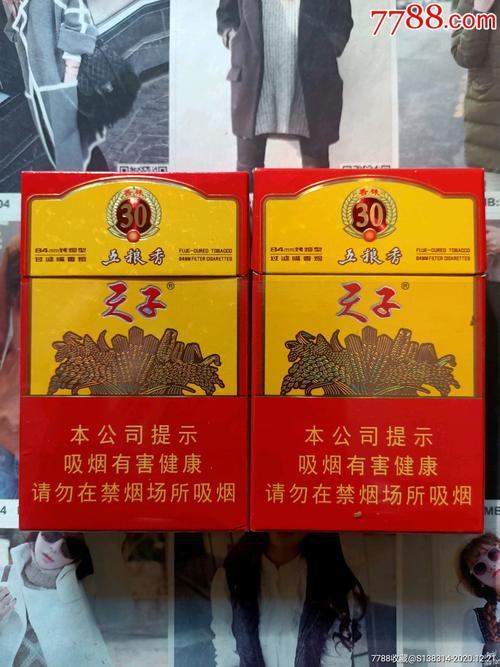 7788.com
香珠
30
84mm烤烟型
过滤嘴香烟
五粮香
FLUE-CURED TOBACCO
84MM FILTER CIGARETTES
天子®
本公司提示
吸烟有害健康
请勿在禁烟场所吸烟
香珠
30
84mm烤烟型
过滤嘴香烟
五粮香
FLUE-CURED TOBACCO
84MM FILTER CIGARETTES
天子®
本公司提示
吸烟有害健康
请勿在禁烟场所吸烟
7788收藏@S138314-2020.12.21